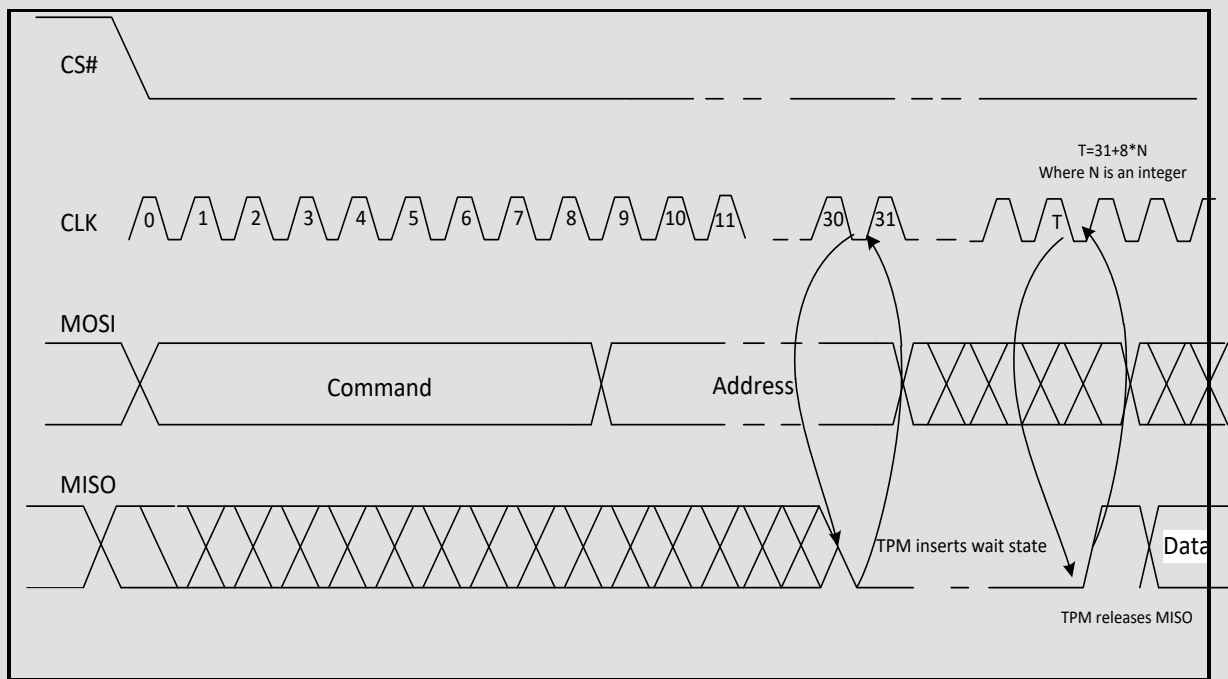 CS#
T=31+8*N
Where N is an integer
CLK
0 1 2 3 4 5 6 7 8 9 10 11 30 31 T
MOSI
Command
Address
MISO
TPM inserts wait state
Data
TPM releases MISO